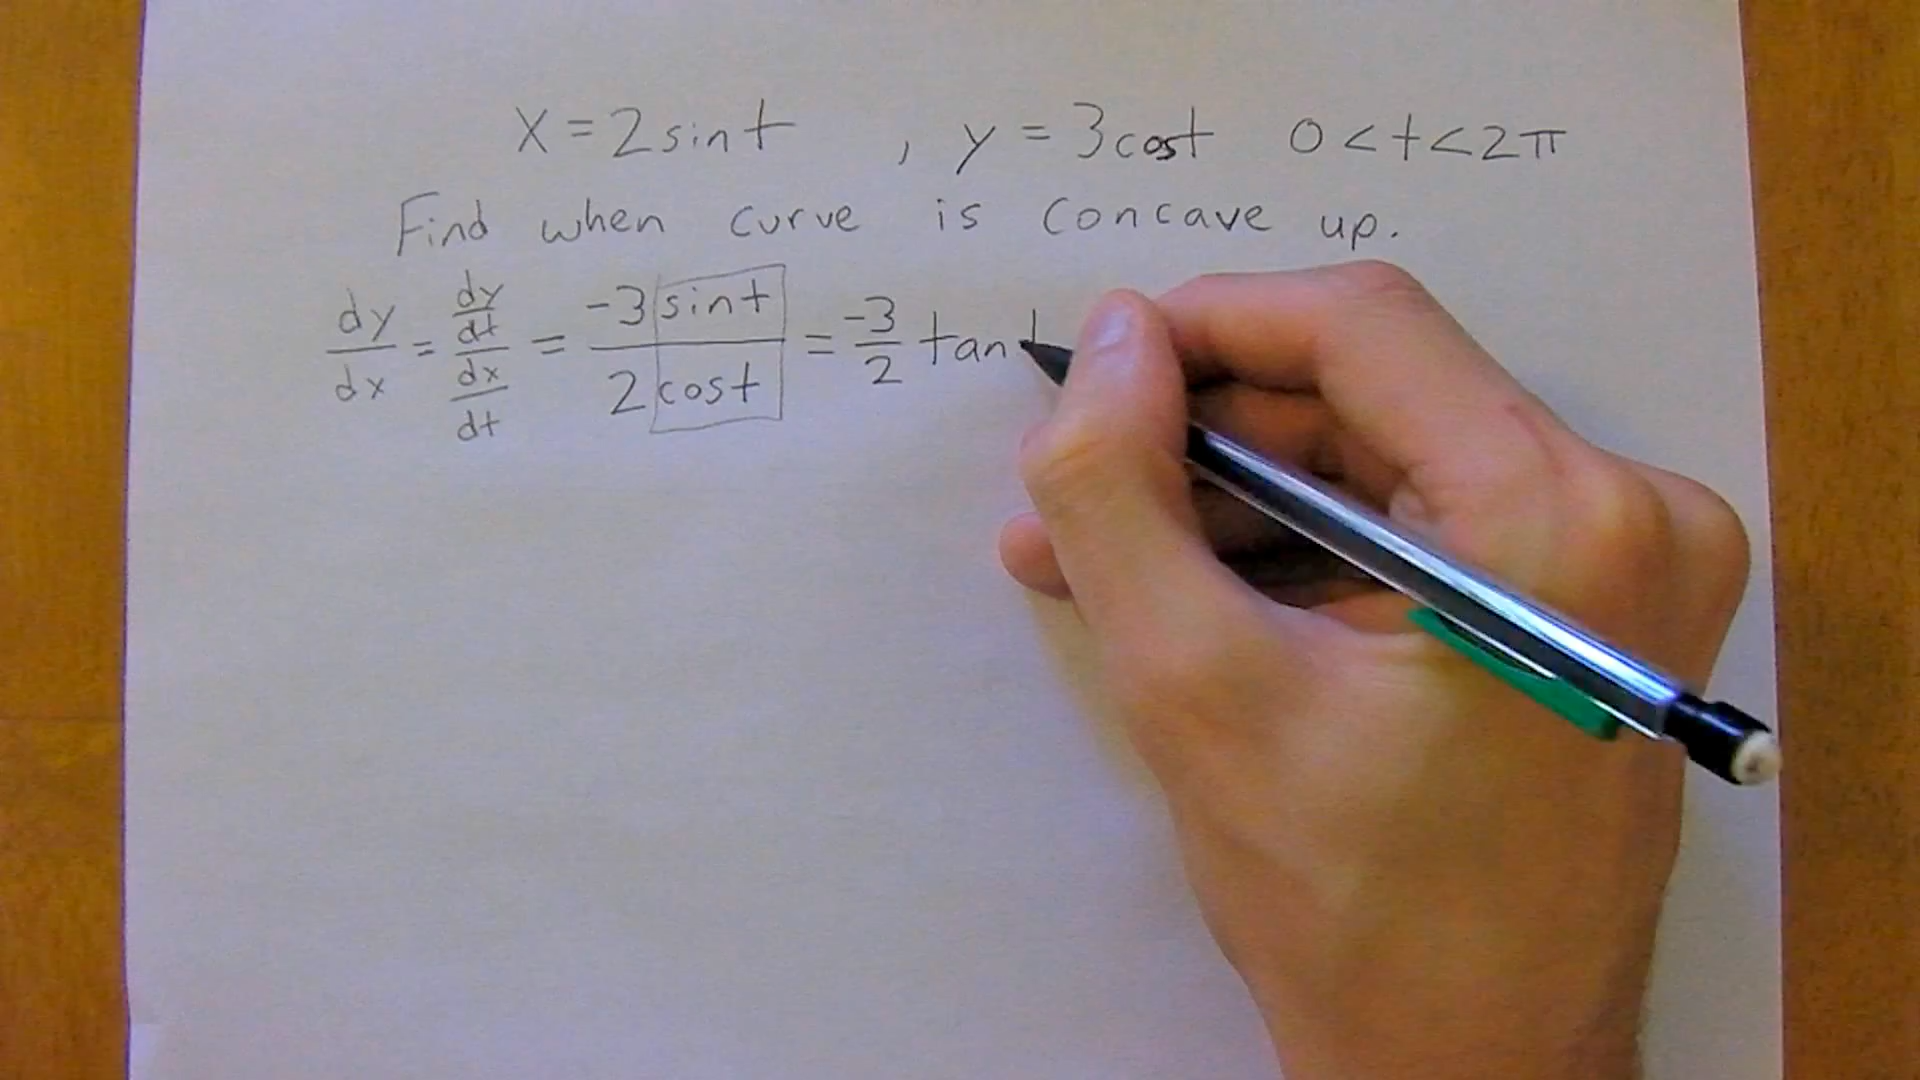 x = 2 sin t , y = 3 cos t 0 < t < 2π
Find when curve is concave up.
dy/dx = (dy/dt)/(dx/dt) = (-3 sin t)/(2 cos t) = -3/2 tan t